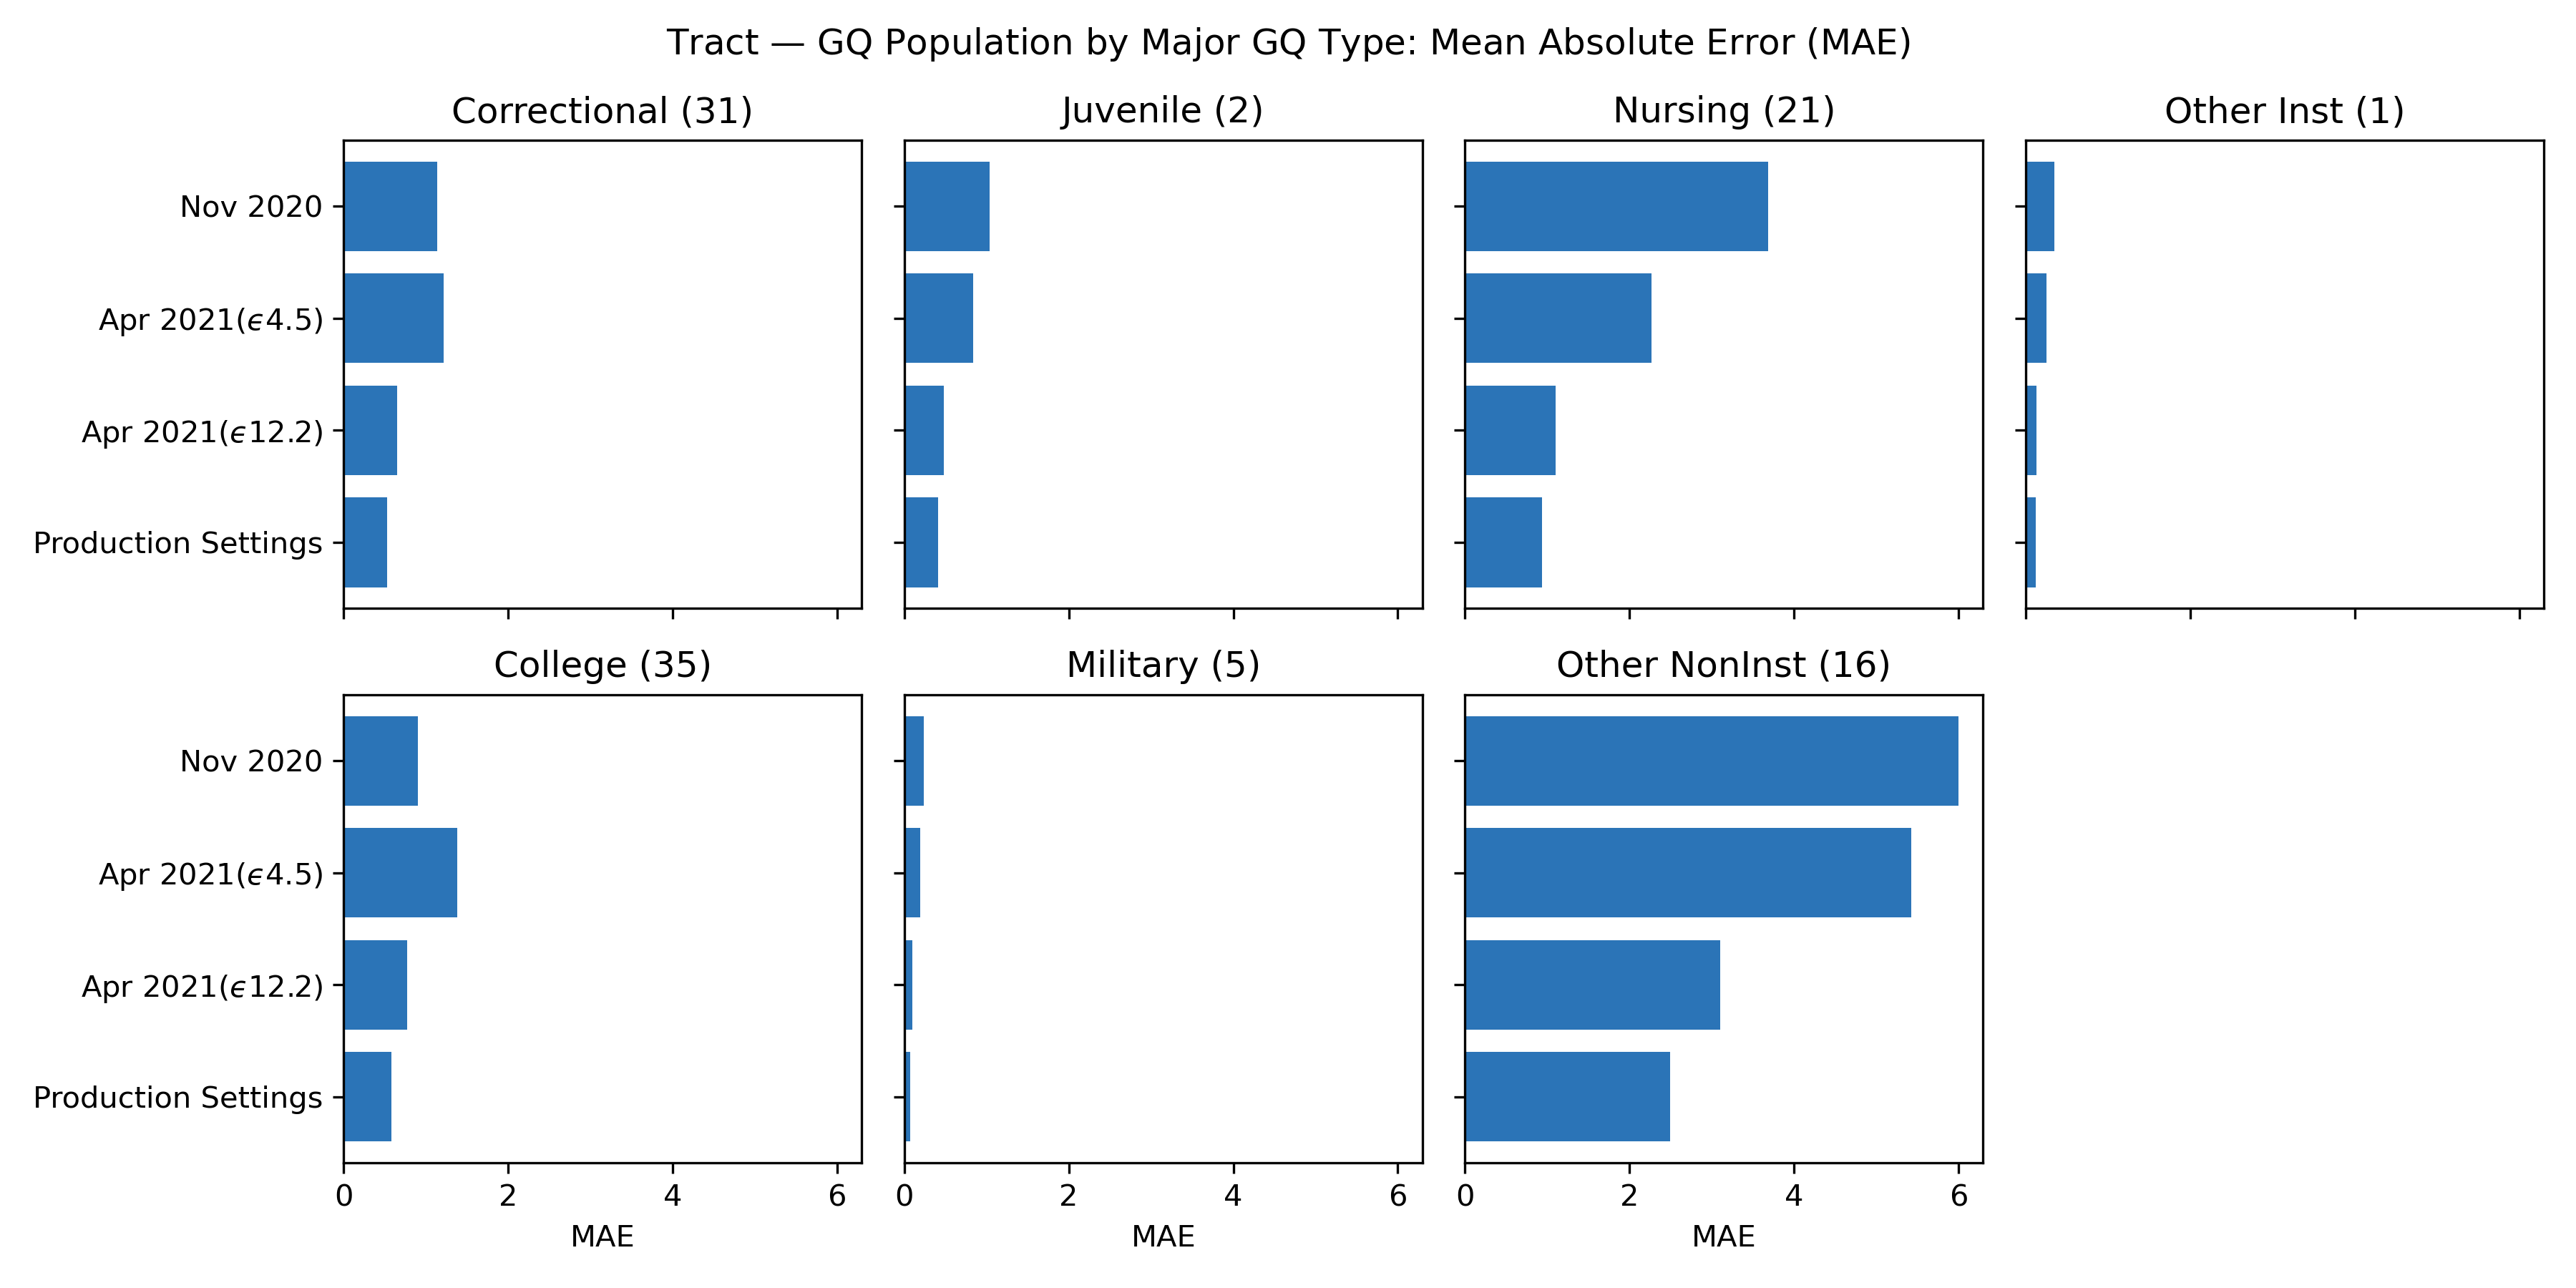 Tract — GQ Population by Major GQ Type: Mean Absolute Error (MAE)
Correctional (31)
Juvenile (2)
Nursing (21)
Other Inst (1)
Nov 2020
Apr 2021(ϵ4.5)
Apr 2021(ϵ12.2)
Production Settings
College (35)
Military (5)
Other NonInst (16)
Nov 2020
Apr 2021(ϵ4.5)
Apr 2021(ϵ12.2)
Production Settings
0 2 4 6
0 2 4 6
0 2 4 6
MAE
MAE
MAE